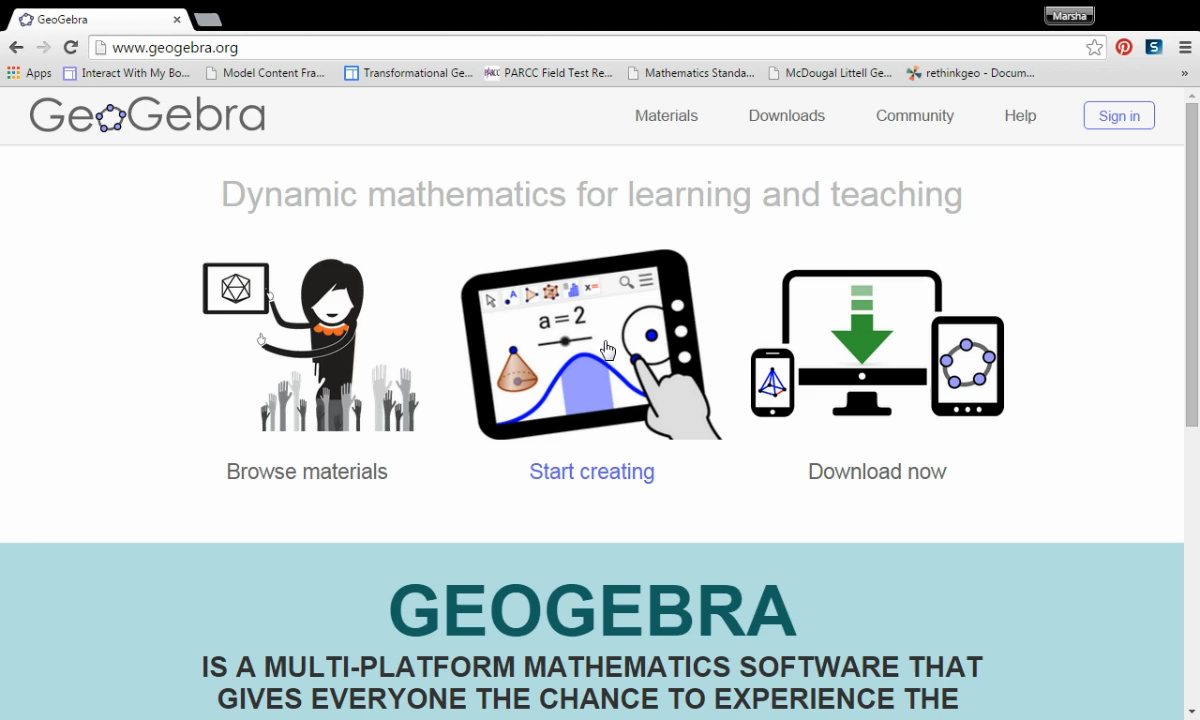 GeoGebra
Marsha
www.geogebra.org
Apps Interact With My Bo... Model Content Fra... Transformational Ge... PARCC PARCC Field Test Re... Mathematics Standa... McDougal Littell Ge... rethinkgeo - Docum... »
GeoGebra Materials Downloads Community Help Sign in
Dynamic mathematics for learning and teaching
x=
a=2
Browse materials Start creating Download now
GEOGEBRA
IS A MULTI-PLATFORM MATHEMATICS SOFTWARE THAT
GIVES EVERYONE THE CHANCE TO EXPERIENCE THE